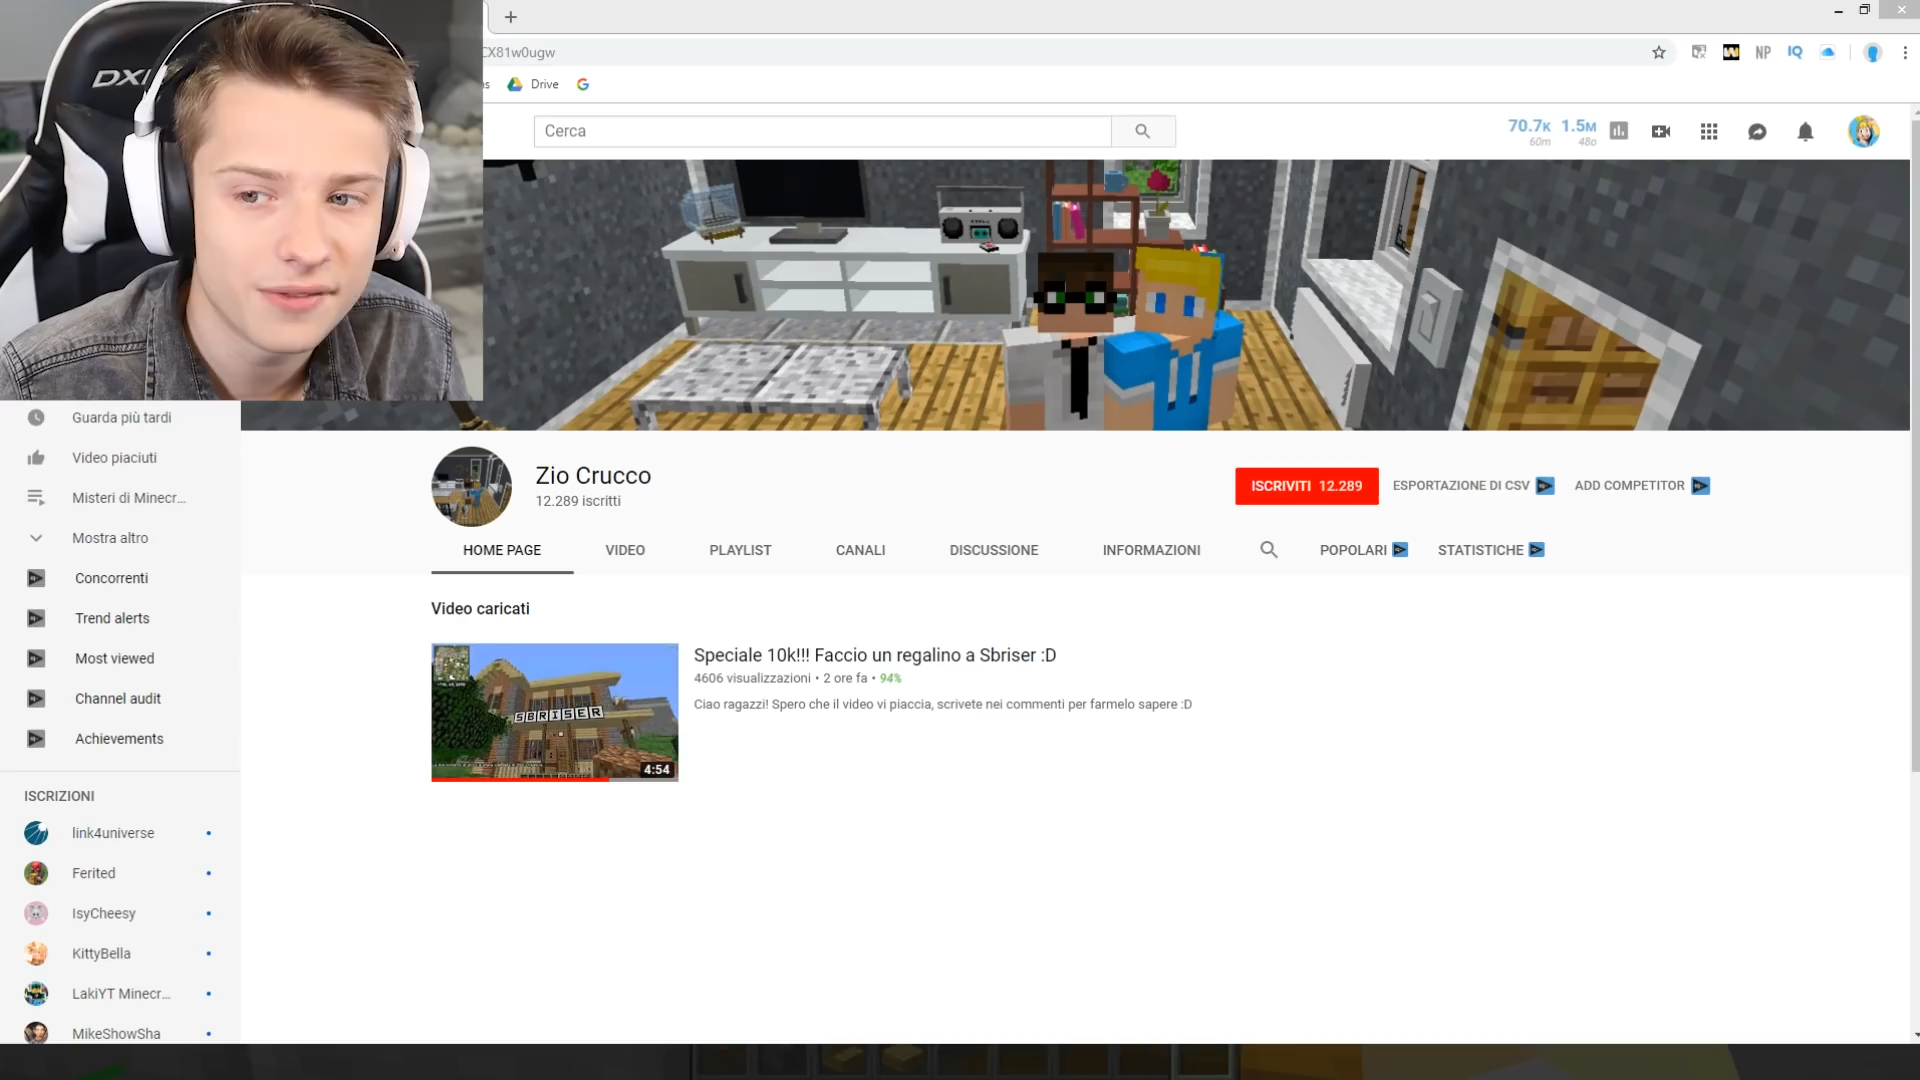 DXR
CX81w0ugw
NP
IQ
Drive
Cerca
70.7K 1.5M
60m 48o
Guarda più tardi
Video piaciuti
Misteri di Minecr...
Mostra altro
Concorrenti
Trend alerts
Most viewed
Channel audit
Achievements
ISCRIZIONI
link4universe
Ferited
IsyCheesy
KittyBella
LakiYT Minecr...
MikeShowSha
Zio Crucco
12.289 iscritti
ISCRIVITI 12.289
ESPORTAZIONE DI CSV
ADD COMPETITOR
HOME PAGE
VIDEO
PLAYLIST
CANALI
DISCUSSIONE
INFORMAZIONI
POPOLARI
STATISTICHE
Video caricati
SBRISER
4:54
Speciale 10k!!! Faccio un regalino a Sbriser :D
4606 visualizzazioni • 2 ore fa • 94%
Ciao ragazzi! Spero che il video vi piaccia, scrivete nei commenti per farmelo sapere :D